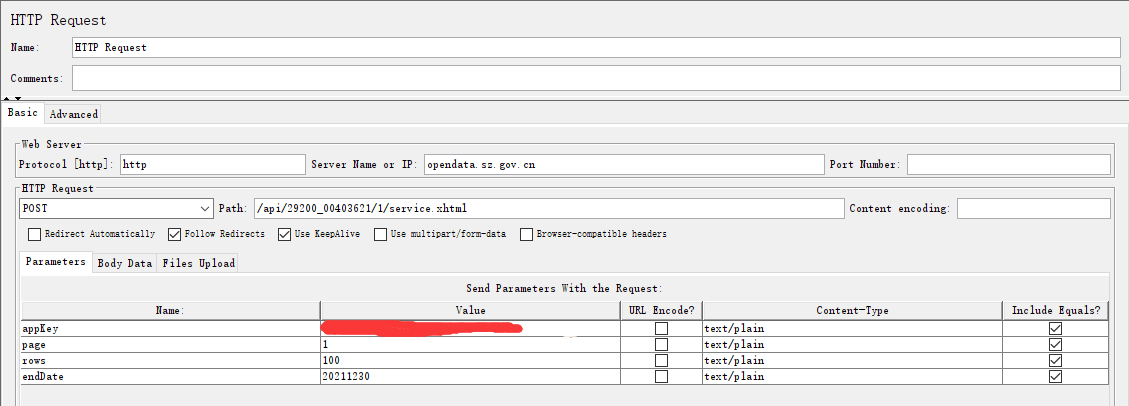 HTTP Request
Name: HTTP Request
Comments:
Basic Advanced
Web Server
Protocol [http]: http Server Name or IP: opendata.sz.gov.cn Port Number:
HTTP Request
POST Path: /api/29200_00403621/1/service.xhtml Content encoding:
Redirect Automatically Follow Redirects Use KeepAlive Use multipart/form-data Browser-compatible headers
Parameters Body Data Files Upload
Send Parameters With the Request:
Name: Value URL Encode? Content-Type Include Equals?
appKey text/plain
page 1 text/plain
rows 100 text/plain
endDate 20211230 text/plain